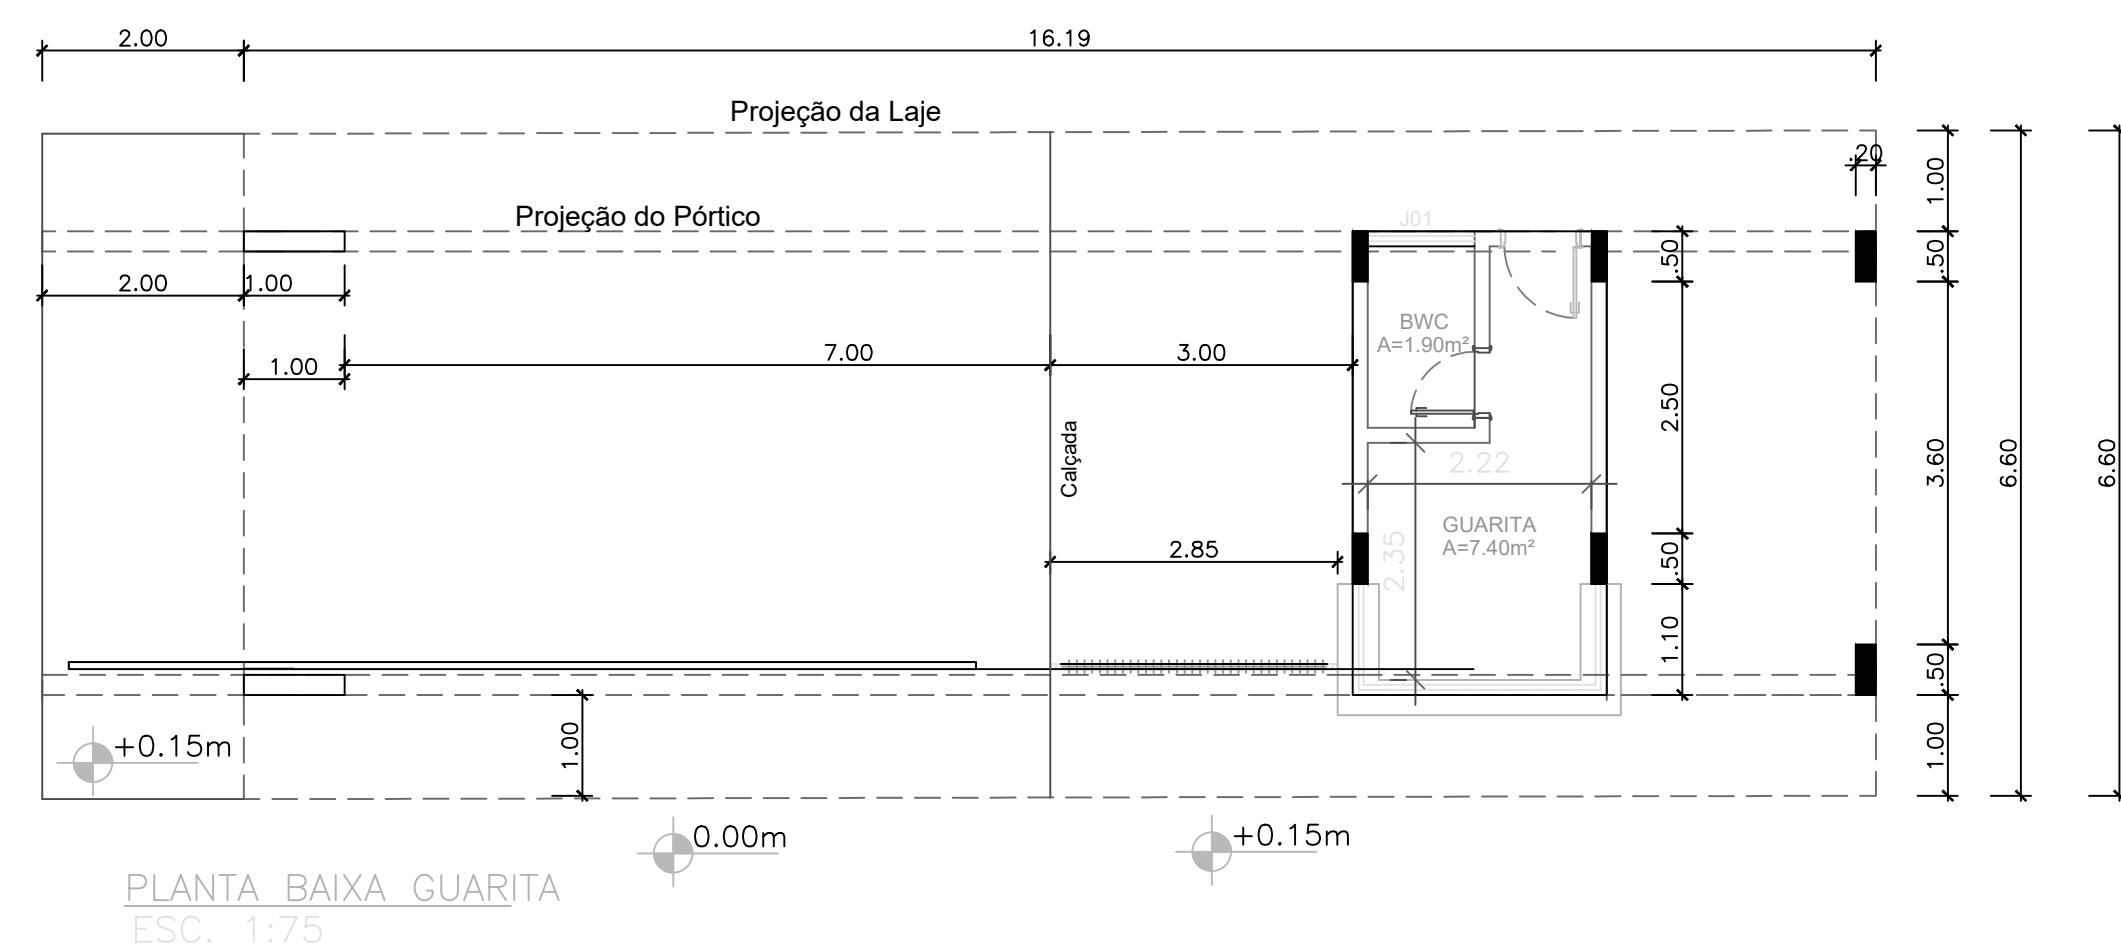 2.00
16.19
Projeção da Laje
.20
1.00
Projeção do Pórtico
J01
.50
.50
2.00
1.00
BWC
A=1.90m²
1.00
7.00
3.00
2.50
Calçada
2.22
3.60
6.60
6.60
GUARITA
A=7.40m²
2.85
2.35
.50
1.10
.50
+0.15m
1.00
1.00
0.00m
+0.15m
PLANTA BAIXA GUARITA
ESC. 1:75